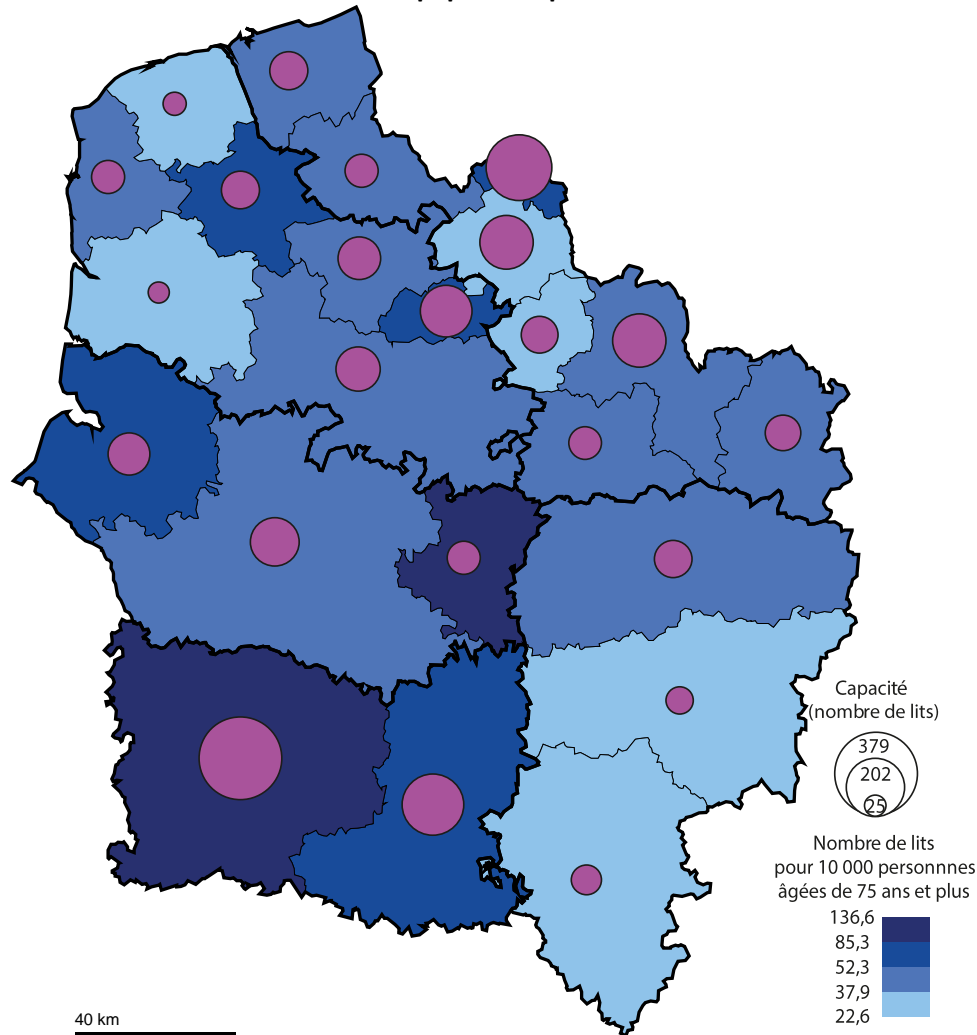 Capacité
(nombre de lits)
379
202
25
Nombre de lits
pour 10 000 personnnes
âgées de 75 ans et plus
136,6
85,3
52,3
37,9
22,6
40 km